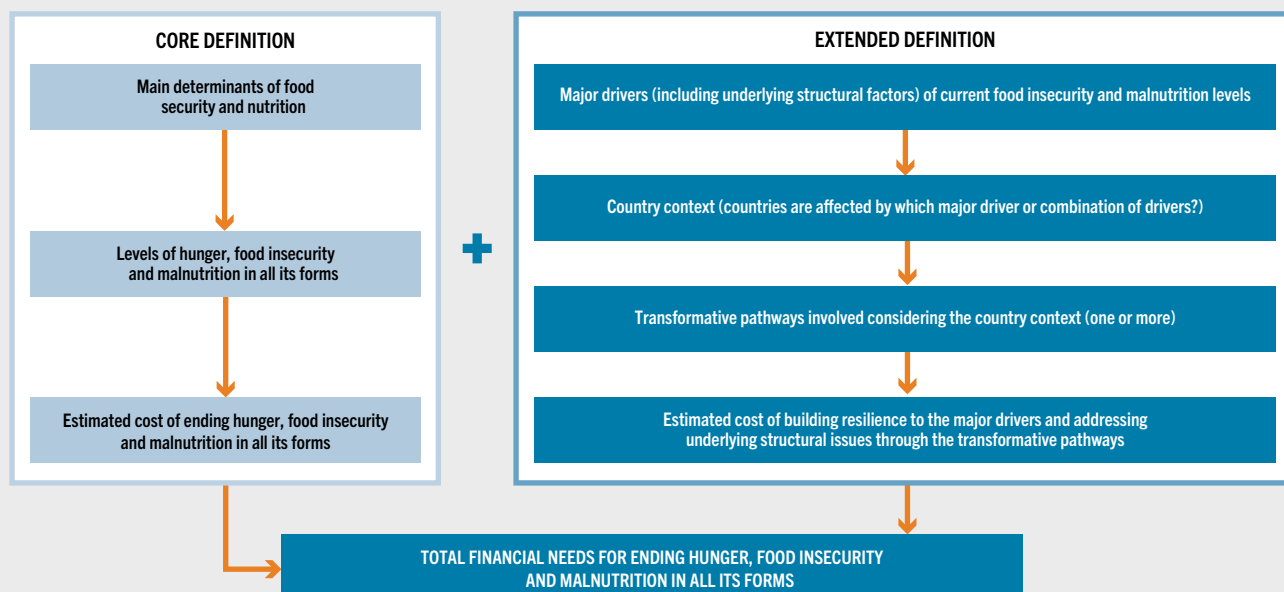 CORE DEFINITION
Main determinants of food
security and nutrition
Levels of hunger, food insecurity
and malnutrition in all its forms
Estimated cost of ending hunger, food insecurity
and malnutrition in all its forms
+
EXTENDED DEFINITION
Major drivers (including underlying structural factors) of current food insecurity and malnutrition levels
Country context (countries are affected by which major driver or combination of drivers?)
Transformative pathways involved considering the country context (one or more)
Estimated cost of building resilience to the major drivers and addressing
underlying structural issues through the transformative pathways
TOTAL FINANCIAL NEEDS FOR ENDING HUNGER, FOOD INSECURITY
AND MALNUTRITION IN ALL ITS FORMS